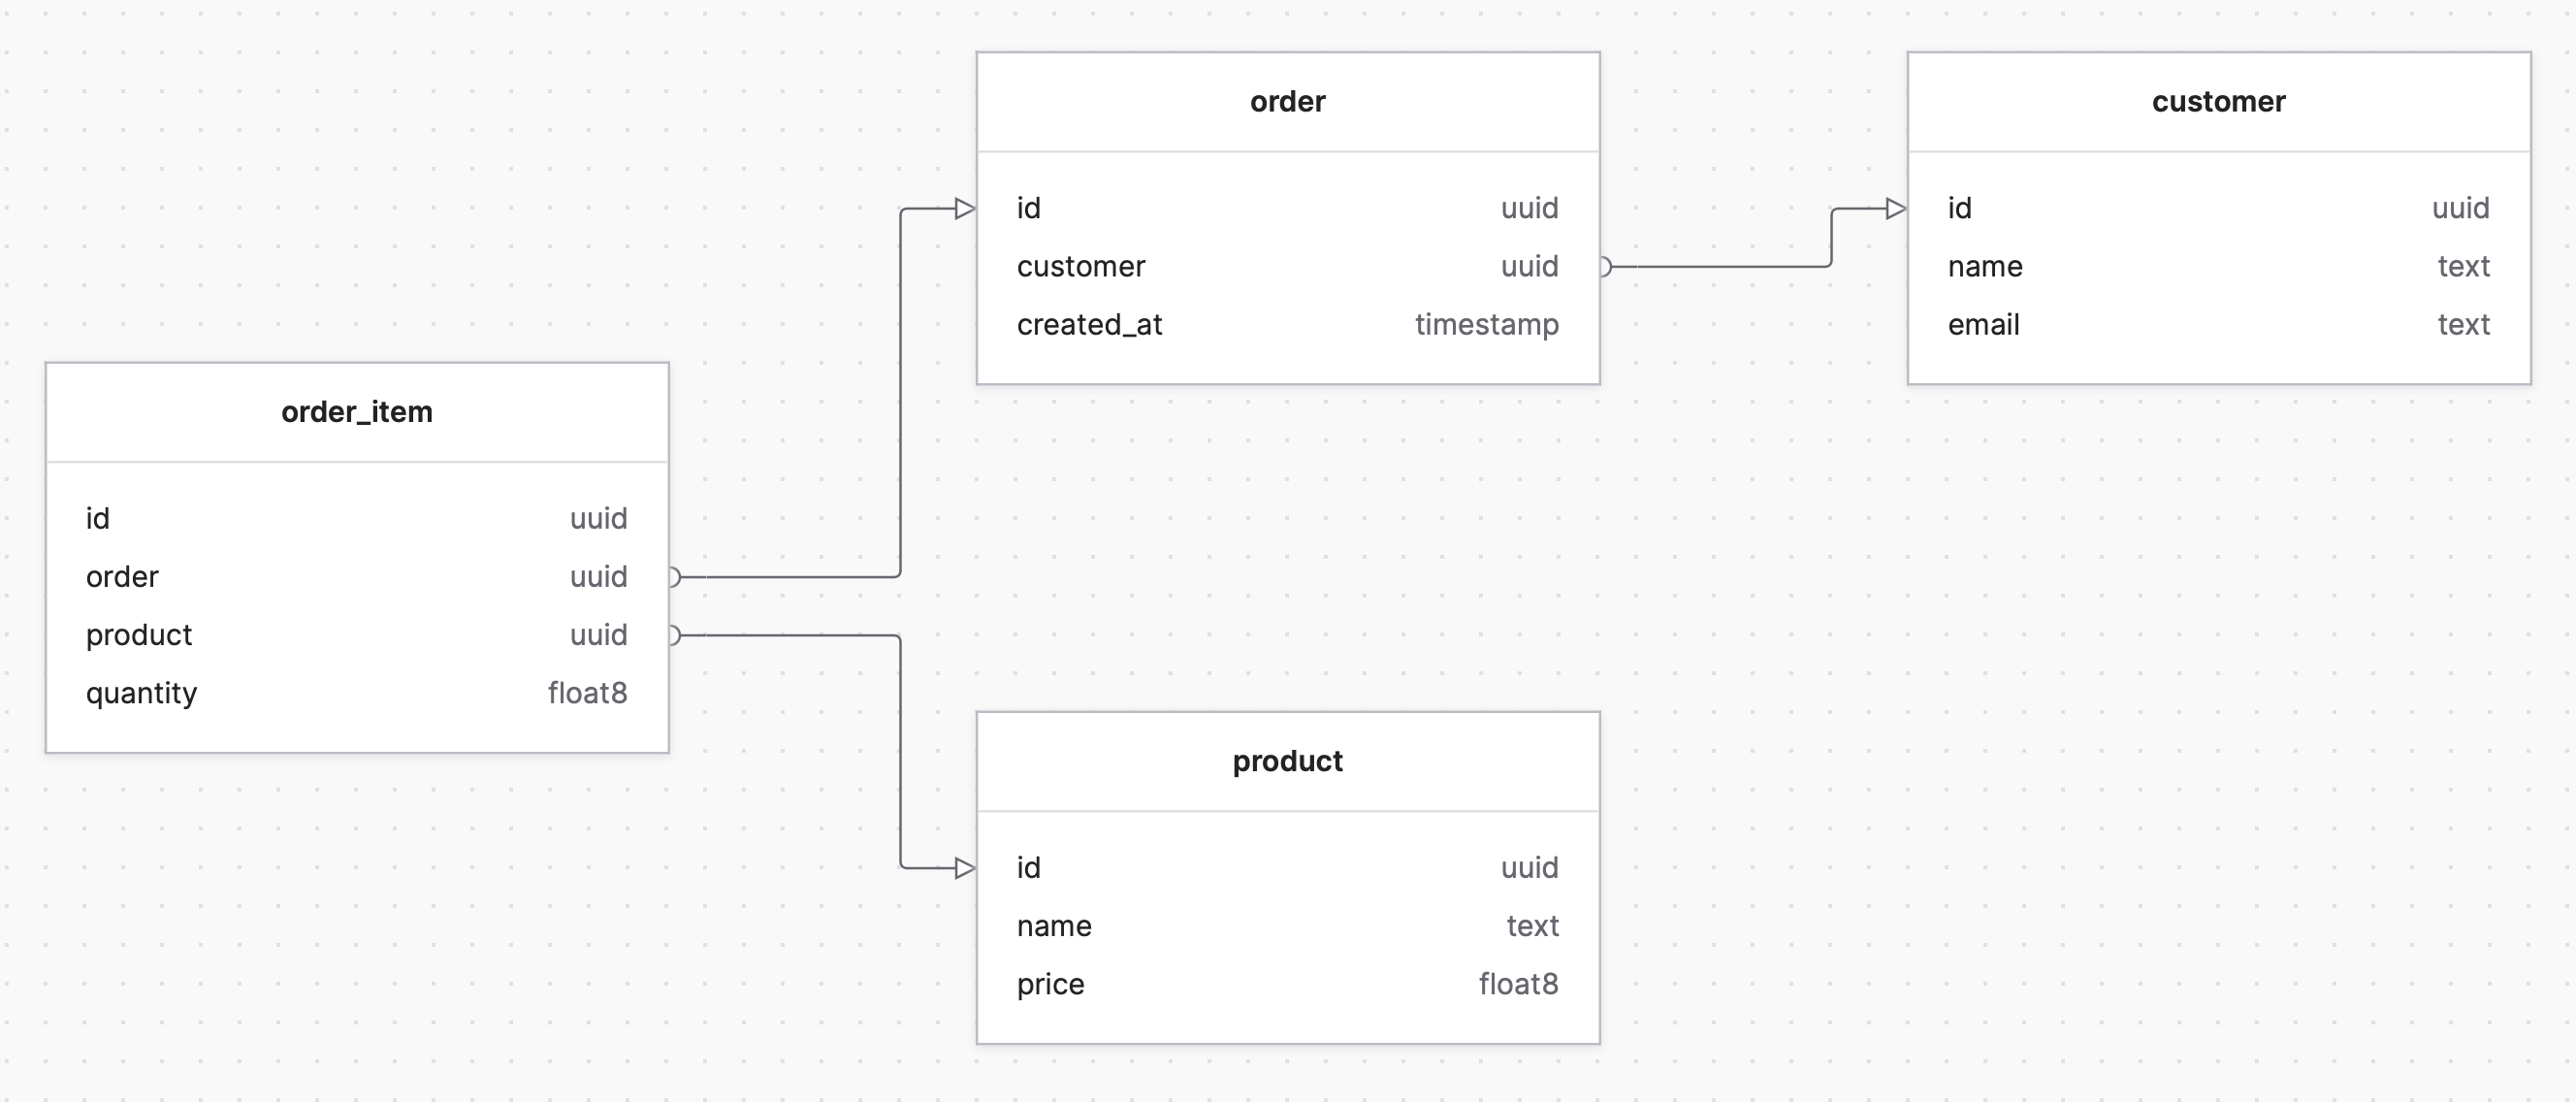 order
id uuid
customer uuid
created_at timestamp
customer
id uuid
name text
email text
order_item
id uuid
order uuid
product uuid
quantity float8
product
id uuid
name text
price float8